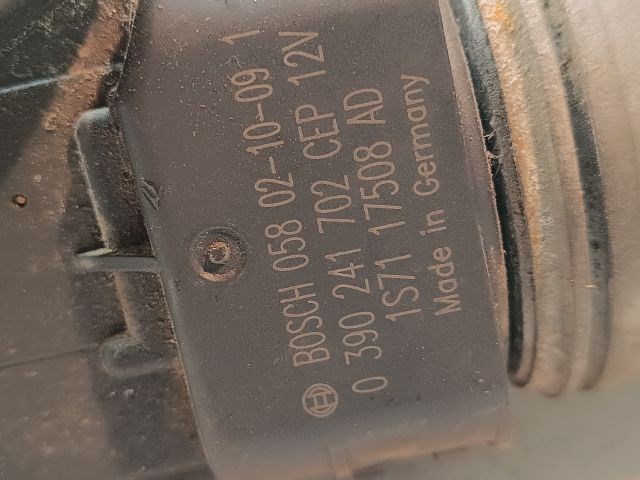 BOSCH 058 02-10-09 1
0 390 241 702 CEP 12V
1S71 17508 AD
Made in Germany